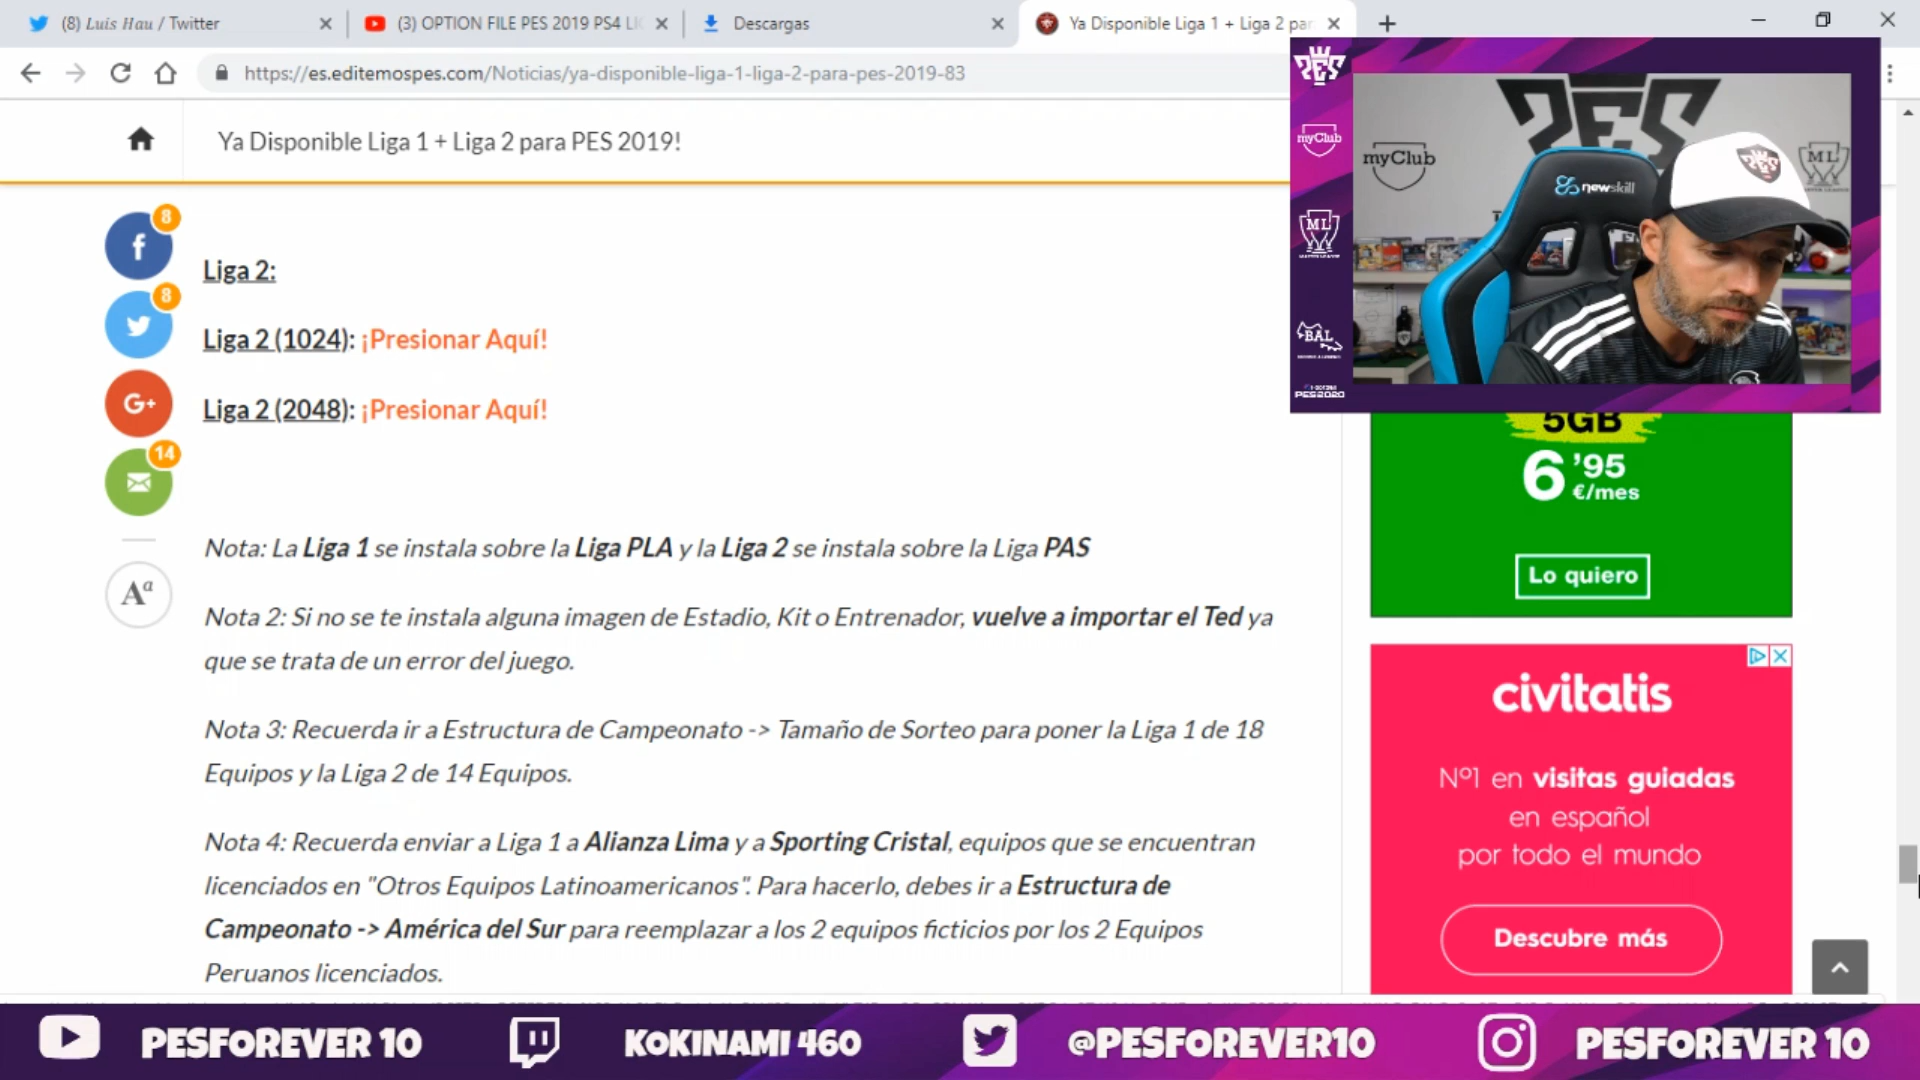 (8) Luis Hau / Twitter
(3) OPTION FILE PES 2019 PS4 LI
Descargas
Ya Disponible Liga 1 + Liga 2 par
https://es.editemospes.com/Noticias/ya-disponible-liga-1-liga-2-para-pes-2019-83
Ya Disponible Liga 1 + Liga 2 para PES 2019!
8
8
G+
14
Aa
Liga 2:
Liga 2 (1024): ¡Presionar Aquí!
Liga 2 (2048): ¡Presionar Aquí!
Nota: La Liga 1 se instala sobre la Liga PLA y la Liga 2 se instala sobre la Liga PAS
Nota 2: Si no se te instala alguna imagen de Estadio, Kit o Entrenador, vuelve a importar el Ted ya
que se trata de un error del juego.
Nota 3: Recuerda ir a Estructura de Campeonato -> Tamaño de Sorteo para poner la Liga 1 de 18
Equipos y la Liga 2 de 14 Equipos.
Nota 4: Recuerda enviar a Liga 1 a Alianza Lima y a Sporting Cristal, equipos que se encuentran
licenciados en "Otros Equipos Latinoamericanos". Para hacerlo, debes ir a Estructura de
Campeonato -> América del Sur para reemplazar a los 2 equipos ficticios por los 2 Equipos
Peruanos licenciados.
PES
myClub
ML
BAL
PES2020
PES
myClub
newskill
ML
5GB
6'95
€/mes
Lo quiero
civitatis
Nº1 en visitas guiadas
en español
por todo el mundo
Descubre más
PESFOREVER 10
KOKINAMI 460
@PESFOREVER10
PESFOREVER 10